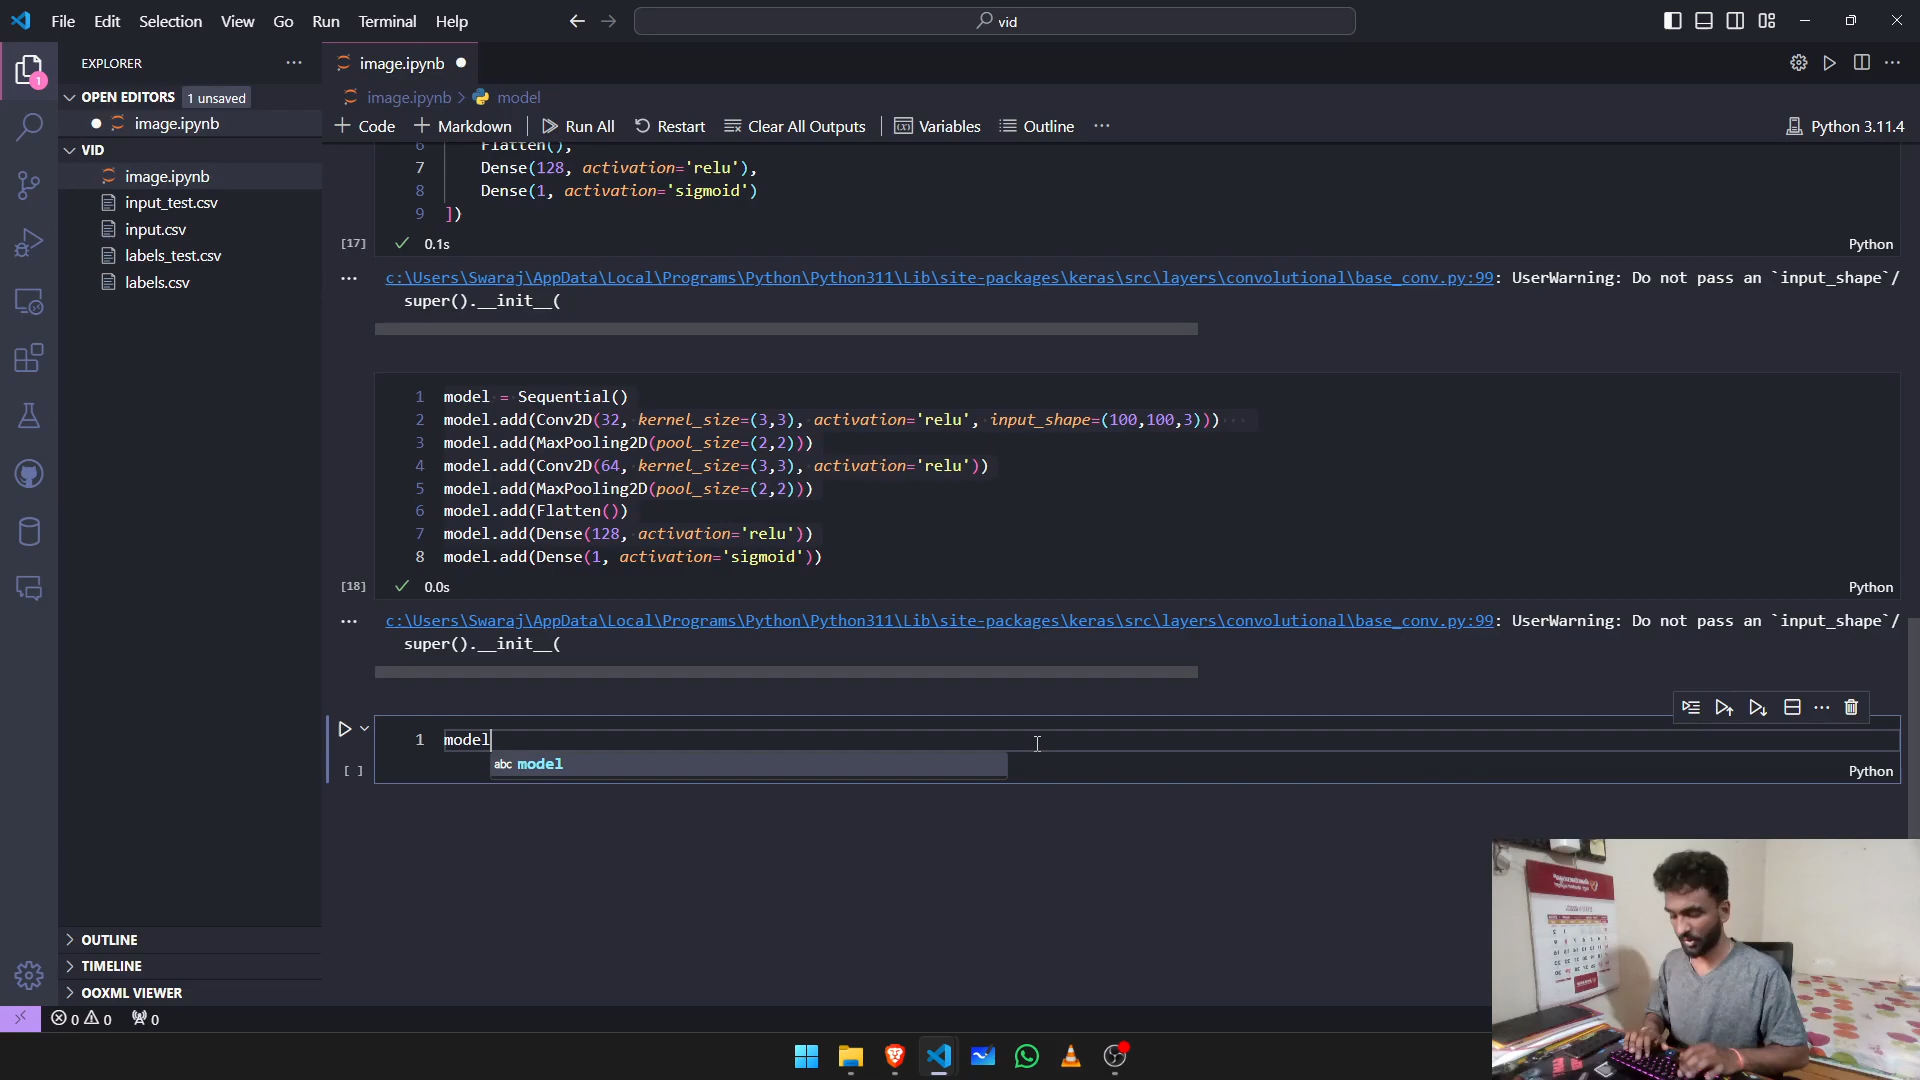 File Edit Selection View Go Run Terminal Help
vid
EXPLORER
OPEN EDITORS 1 unsaved
image.ipynb
VID
image.ipynb
input_test.csv
input.csv
labels_test.csv
labels.csv
OUTLINE
TIMELINE
OOXML VIEWER
1
image.ipynb
image.ipynb > model
Code Markdown Run All Restart Clear All Outputs Variables Outline ...
Python 3.11.4
6 Flatten(),
7 Dense(128, activation='relu'),
8 Dense(1, activation='sigmoid')
9 ])
[17] 0.1s Python
c:\Users\Swaraj\AppData\Local\Programs\Python\Python311\Lib\site-packages\keras\src\layers\convolutional\base_conv.py:99: UserWarning: Do not pass an `input_shape`/
super().__init__(
1 model = Sequential()
2 model.add(Conv2D(32, kernel_size=(3,3), activation='relu', input_shape=(100,100,3)))
3 model.add(MaxPooling2D(pool_size=(2,2)))
4 model.add(Conv2D(64, kernel_size=(3,3), activation='relu'))
5 model.add(MaxPooling2D(pool_size=(2,2)))
6 model.add(Flatten())
7 model.add(Dense(128, activation='relu'))
8 model.add(Dense(1, activation='sigmoid'))
[18] 0.0s Python
c:\Users\Swaraj\AppData\Local\Programs\Python\Python311\Lib\site-packages\keras\src\layers\convolutional\base_conv.py:99: UserWarning: Do not pass an `input_shape`/
super().__init__(
1 model
abc model
[ ] Python
0 0 0